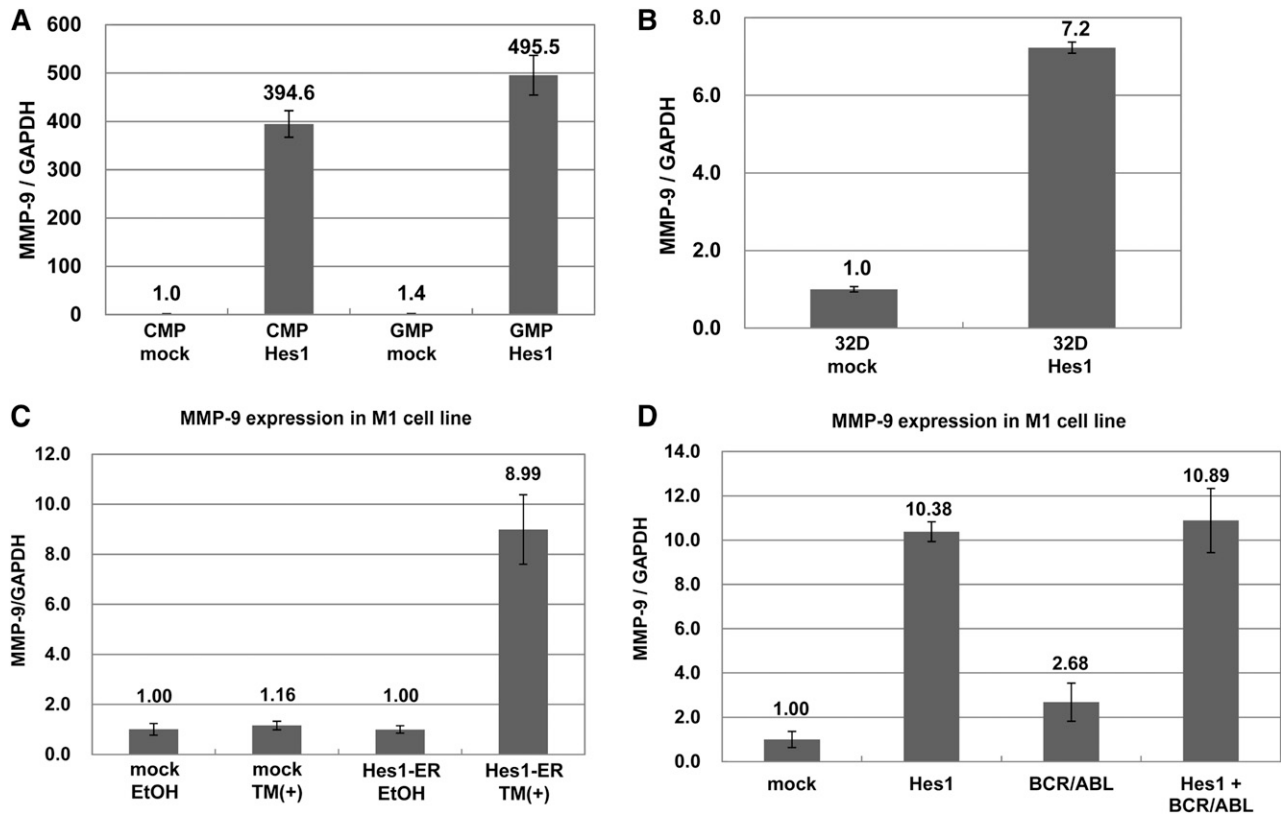 A
MMP-9 / GAPDH
600
500
400
300
200
100
0
1.0
394.6
1.4
495.5
CMP
mock
CMP
Hes1
GMP
mock
GMP
Hes1
B
MMP-9 / GAPDH
8.0
6.0
4.0
2.0
0.0
1.0
7.2
32D
mock
32D
Hes1
C
MMP-9 expression in M1 cell line
MMP-9/GAPDH
12.0
10.0
8.0
6.0
4.0
2.0
0.0
1.00
1.16
1.00
8.99
mock
EtOH
mock
TM(+)
Hes1-ER
EtOH
Hes1-ER
TM(+)
D
MMP-9 expression in M1 cell line
MMP-9 / GAPDH
14.0
12.0
10.0
8.0
6.0
4.0
2.0
0.0
1.00
10.38
2.68
10.89
mock
Hes1
BCR/ABL
Hes1 +
BCR/ABL